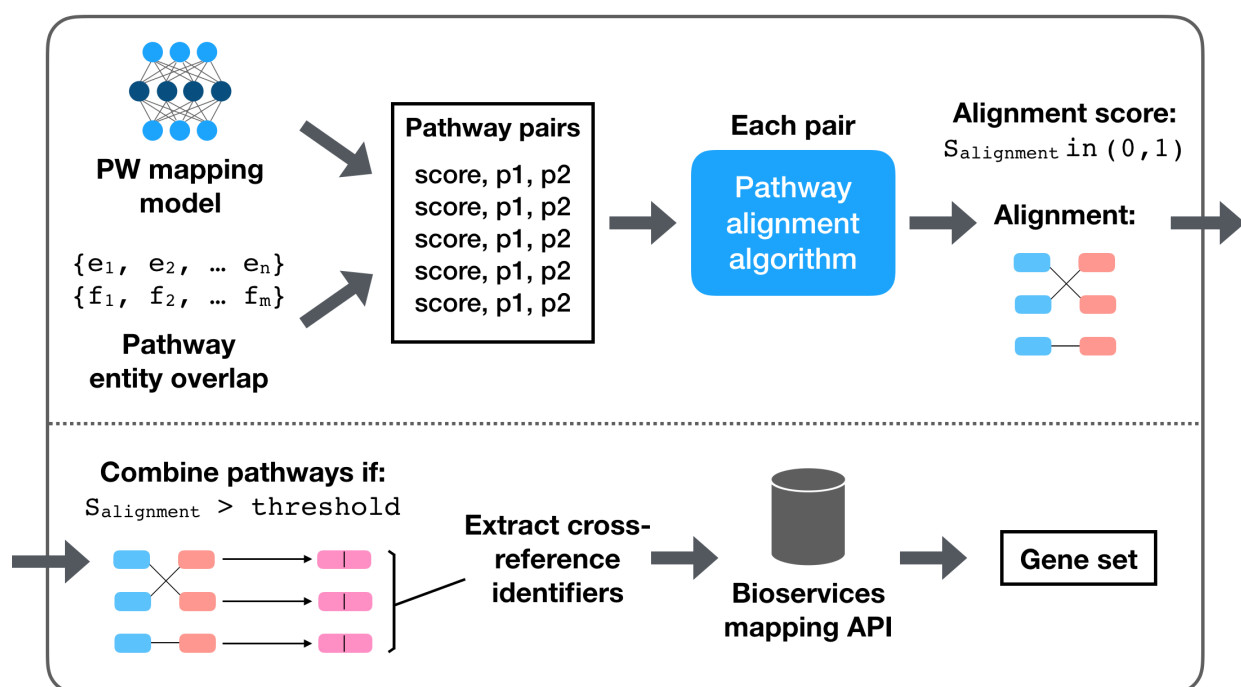 PW mapping
model
{e₁, e₂, … eₙ}
{f₁, f₂, … fₘ}
Pathway
entity overlap
Pathway pairs
score, p1, p2
score, p1, p2
score, p1, p2
score, p1, p2
score, p1, p2
Each pair
Pathway
alignment
algorithm
Alignment score:
Salignment in (0,1)
Alignment:
Combine pathways if:
Salignment > threshold
Extract cross-
reference
identifiers
Bioservices
mapping API
Gene set